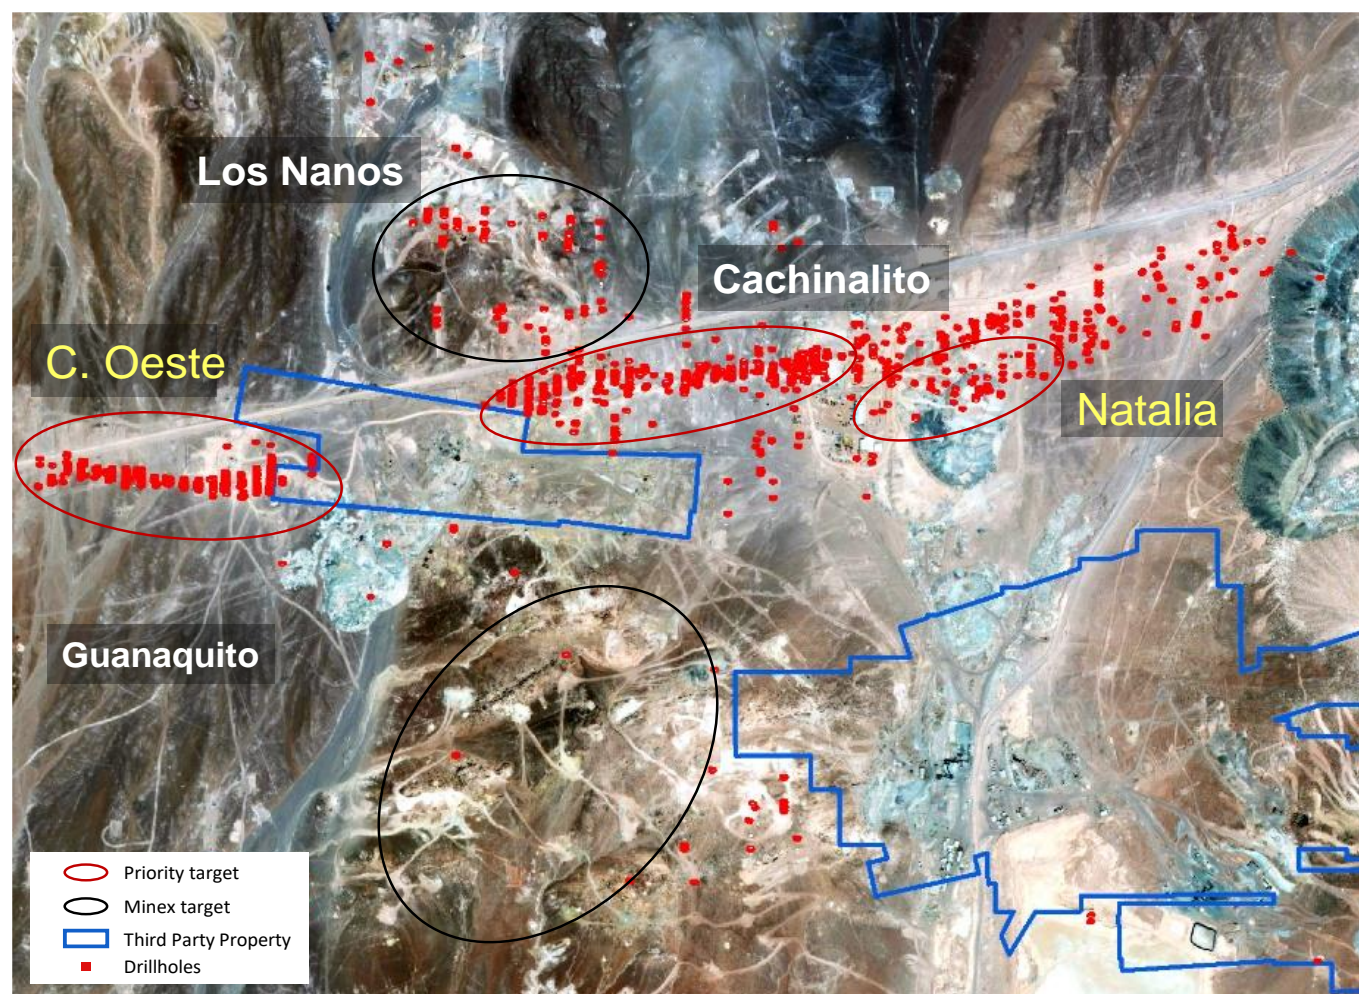 Los Nanos
Cachinalito
C. Oeste
Natalia
Guanaquito
Priority target
Minex target
Third Party Property
Drillholes